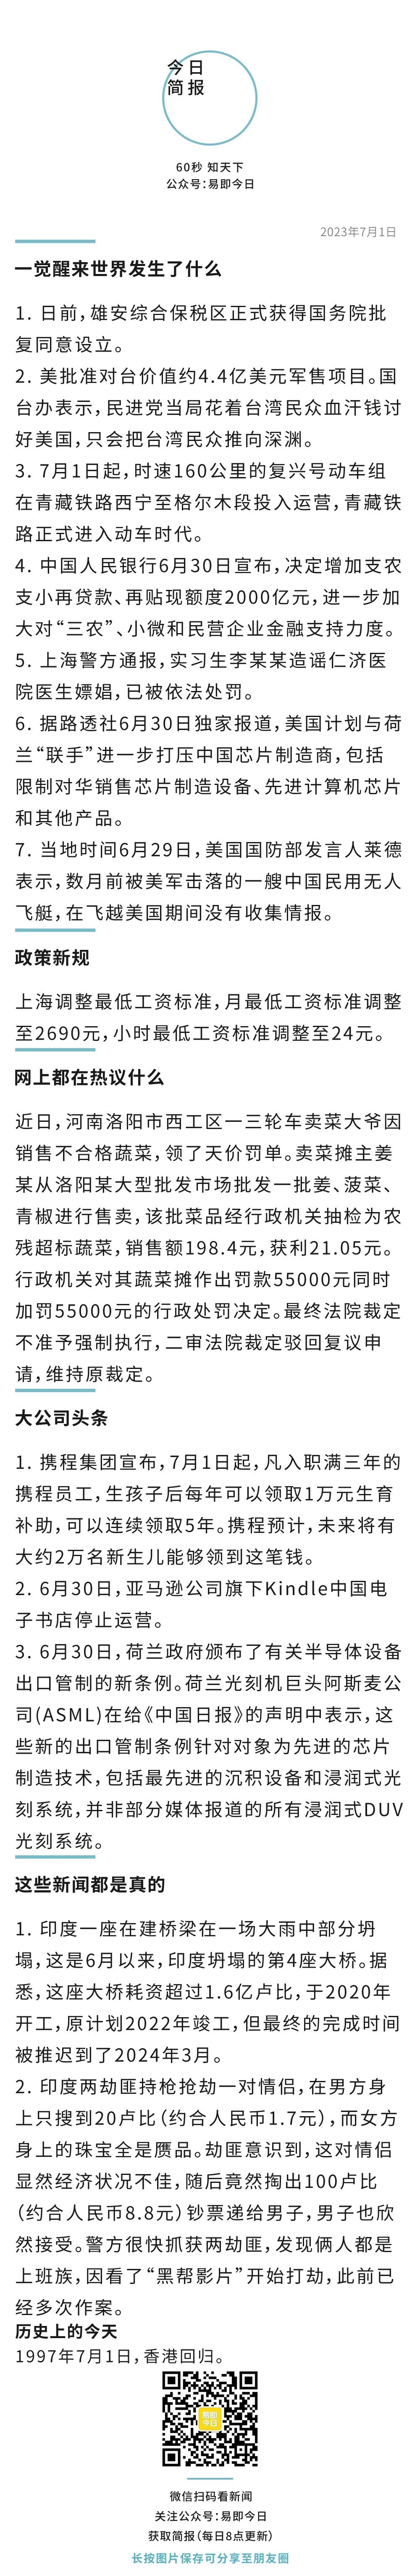 今日
简报
60秒 知天下
公众号:易即今日
2023年7月1日
一觉醒来世界发生了什么
1. 日前,雄安综合保税区正式获得国务院批
复同意设立。
2. 美批准对台价值约4.4亿美元军售项目。国
台办表示,民进党当局花着台湾民众血汗钱讨
好美国,只会把台湾民众推向深渊。
3. 7月1日起,时速160公里的复兴号动车组
在青藏铁路西宁至格尔木段投入运营,青藏铁
路正式进入动车时代。
4. 中国人民银行6月30日宣布,决定增加支农
支小再贷款、再贴现额度2000亿元,进一步加
大对“三农”、小微和民营企业金融支持力度。
5. 上海警方通报,实习生李某某造谣仁济医
院医生嫖娼,已被依法处罚。
6. 据路透社6月30日独家报道,美国计划与荷
兰“联手”进一步打压中国芯片制造商,包括
限制对华销售芯片制造设备、先进计算机芯片
和其他产品。
7. 当地时间6月29日,美国国防部发言人莱德
表示,数月前被美军击落的一艘中国民用无人
飞艇,在飞越美国期间没有收集情报。
政策新规
上海调整最低工资标准,月最低工资标准调整
至2690元,小时最低工资标准调整至24元。
网上都在热议什么
近日,河南洛阳市西工区一三轮车卖菜大爷因
销售不合格蔬菜,领了天价罚单。卖菜摊主姜
某从洛阳某大型批发市场批发一批姜、菠菜、
青椒进行售卖,该批菜品经行政机关抽检为农
残超标蔬菜,销售额198.4元,获利21.05元。
行政机关对其蔬菜摊作出罚款55000元同时
加罚55000元的行政处罚决定。最终法院裁定
不准予强制执行,二审法院裁定驳回复议申
请,维持原裁定。
大公司头条
1. 携程集团宣布,7月1日起,凡入职满三年的
携程员工,生孩子后每年可以领取1万元生育
补助,可以连续领取5年。携程预计,未来将有
大约2万名新生儿能够领到这笔钱。
2. 6月30日,亚马逊公司旗下Kindle中国电
子书店停止运营。
3. 6月30日,荷兰政府颁布了有关半导体设备
出口管制的新条例。荷兰光刻机巨头阿斯麦公
司(ASML)在给《中国日报》的声明中表示,这
些新的出口管制条例针对对象为先进的芯片
制造技术,包括最先进的沉积设备和浸润式光
刻系统,并非部分媒体报道的所有浸润式DUV
光刻系统。
这些新闻都是真的
1. 印度一座在建桥梁在一场大雨中部分坍
塌,这是6月以来,印度坍塌的第4座大桥。据
悉,这座大桥耗资超过1.6亿卢比,于2020年
开工,原计划2022年竣工,但最终的完成时间
被推迟到了2024年3月。
2. 印度两劫匪持枪抢劫一对情侣,在男方身
上只搜到20卢比(约合人民币1.7元),而女方
身上的珠宝全是赝品。劫匪意识到,这对情侣
显然经济状况不佳,随后竟然掏出100卢比
(约合人民币8.8元)钞票递给男子,男子也欣
然接受。警方很快抓获两劫匪,发现俩人都是
上班族,因看了“黑帮影片”开始打劫,此前已
经多次作案。
历史上的今天
1997年7月1日,香港回归。
易即
今日
微信扫码看新闻
关注公众号:易即今日
获取简报(每日8点更新)
长按图片保存可分享至朋友圈